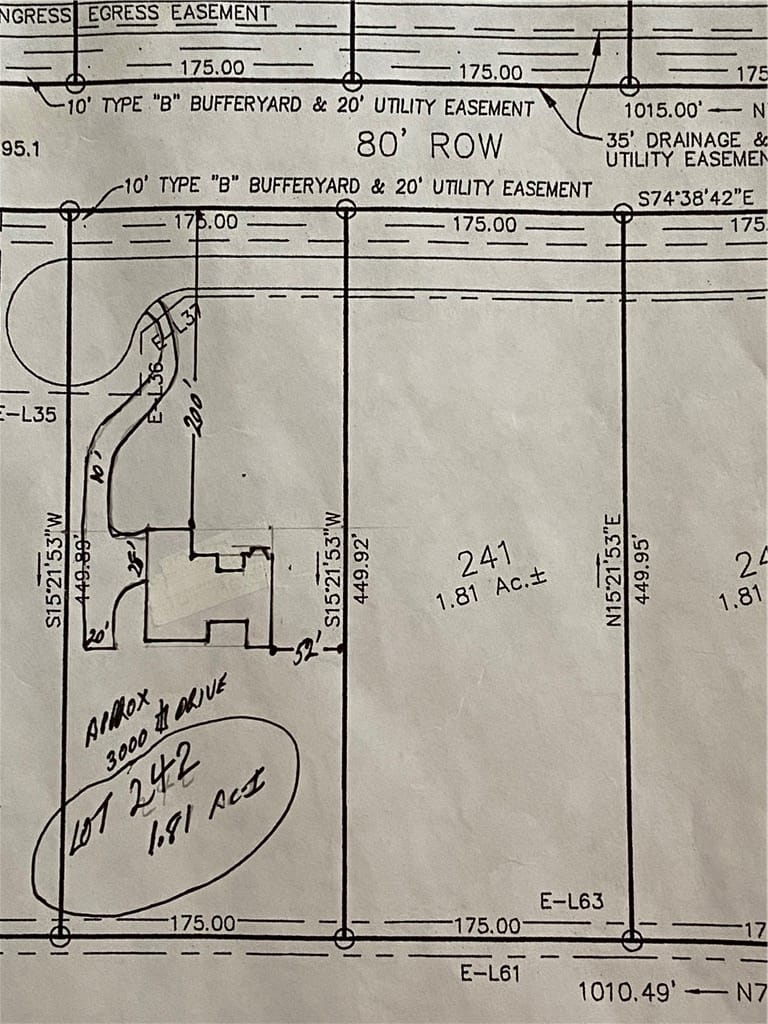 NGRESS EGRESS EASEMENT
175.00
175.00
175
10' TYPE "B" BUFFERYARD & 20' UTILITY EASEMENT
1015.00' N
95.1
80' ROW
35' DRAINAGE &
UTILITY EASEMEN
10' TYPE "B" BUFFERYARD & 20' UTILITY EASEMENT
S74°38'42"E
175.00
175.00
175.
E-L37
E-L36
E-L35
200'
10'
S15°21'53"W
449.89'
25'
20'
52'
S15°21'53"W
449.92'
241
1.81 Ac.±
N15°21'53"E
449.95'
24
1.81
APPROX
3000 DRIVE
LOT 242
1.81 Ac±
E-L63
175.00
175.00
17
E-L61
1010.49' N7